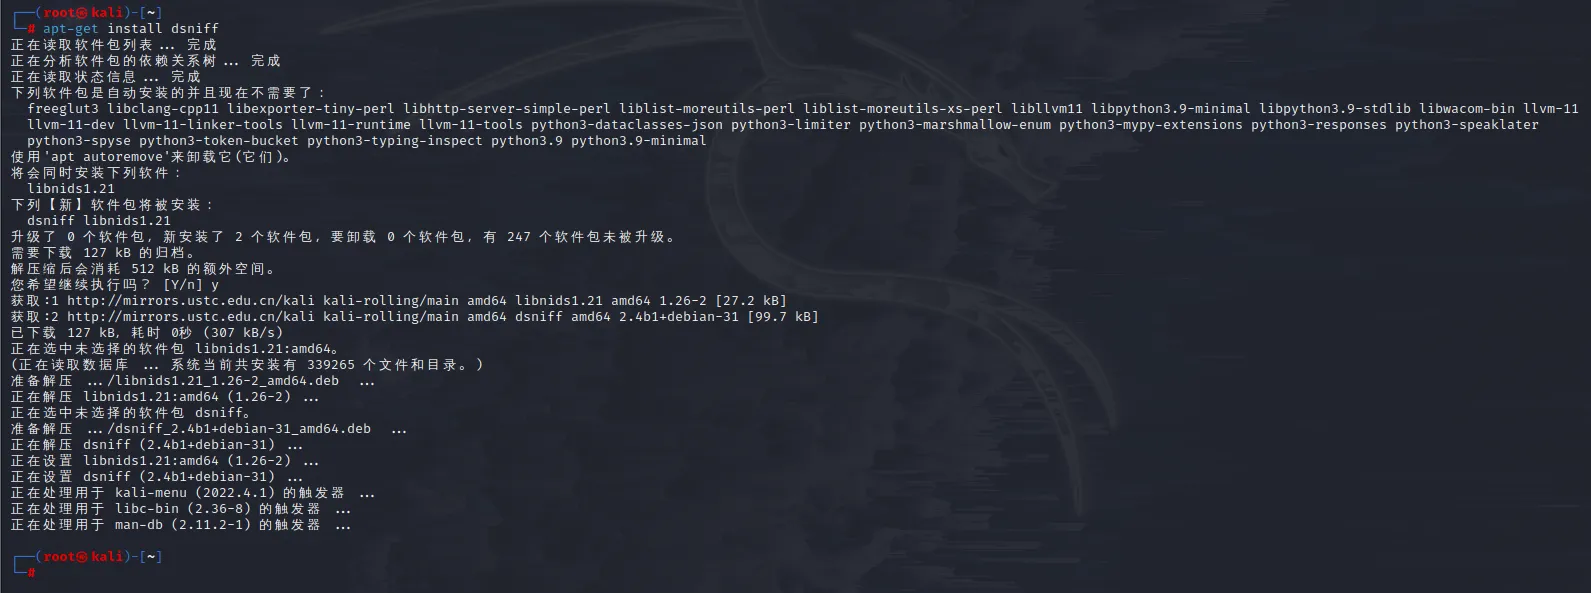 ┌──(root㉿kali)-[~]
└─# apt-get install dsniff
正在读取软件包列表... 完成
正在分析软件包的依赖关系树... 完成
正在读取状态信息... 完成
下列软件包是自动安装的并且现在不需要了：
  freeglut3 libclang-cpp11 libexporter-tiny-perl libhttp-server-simple-perl liblist-moreutils-perl liblist-moreutils-xs-perl libllvm11 libpython3.9-minimal libpython3.9-stdlib libwacom-bin llvm-11
  llvm-11-dev llvm-11-linker-tools llvm-11-runtime llvm-11-tools python3-dataclasses-json python3-limiter python3-marshmallow-enum python3-mypy-extensions python3-responses python3-speaklater
  python3-spyse python3-token-bucket python3-typing-inspect python3.9 python3.9-minimal
使用'apt autoremove'来卸载它(它们)。
将会同时安装下列软件：
  libnids1.21
下列【新】软件包将被安装：
  dsniff libnids1.21
升级了 0 个软件包，新安装了 2 个软件包，要卸载 0 个软件包，有 247 个软件包未被升级。
需要下载 127 kB 的归档。
解压缩后会消耗 512 kB 的额外空间。
您希望继续执行吗？ [Y/n] y
获取:1 http://mirrors.ustc.edu.cn/kali kali-rolling/main amd64 libnids1.21 amd64 1.26-2 [27.2 kB]
获取:2 http://mirrors.ustc.edu.cn/kali kali-rolling/main amd64 dsniff amd64 2.4b1+debian-31 [99.7 kB]
已下载 127 kB，耗时 0秒 (307 kB/s)
正在选中未选择的软件包 libnids1.21:amd64。
(正在读取数据库 ... 系统当前共安装有 339265 个文件和目录。)
准备解压 .../libnids1.21_1.26-2_amd64.deb  ...
正在解压 libnids1.21:amd64 (1.26-2) ...
正在选中未选择的软件包 dsniff。
准备解压 .../dsniff_2.4b1+debian-31_amd64.deb  ...
正在解压 dsniff (2.4b1+debian-31) ...
正在设置 libnids1.21:amd64 (1.26-2) ...
正在设置 dsniff (2.4b1+debian-31) ...
正在处理用于 kali-menu (2022.4.1) 的触发器 ...
正在处理用于 libc-bin (2.36-8) 的触发器 ...
正在处理用于 man-db (2.11.2-1) 的触发器 ...
┌──(root㉿kali)-[~]
└─#